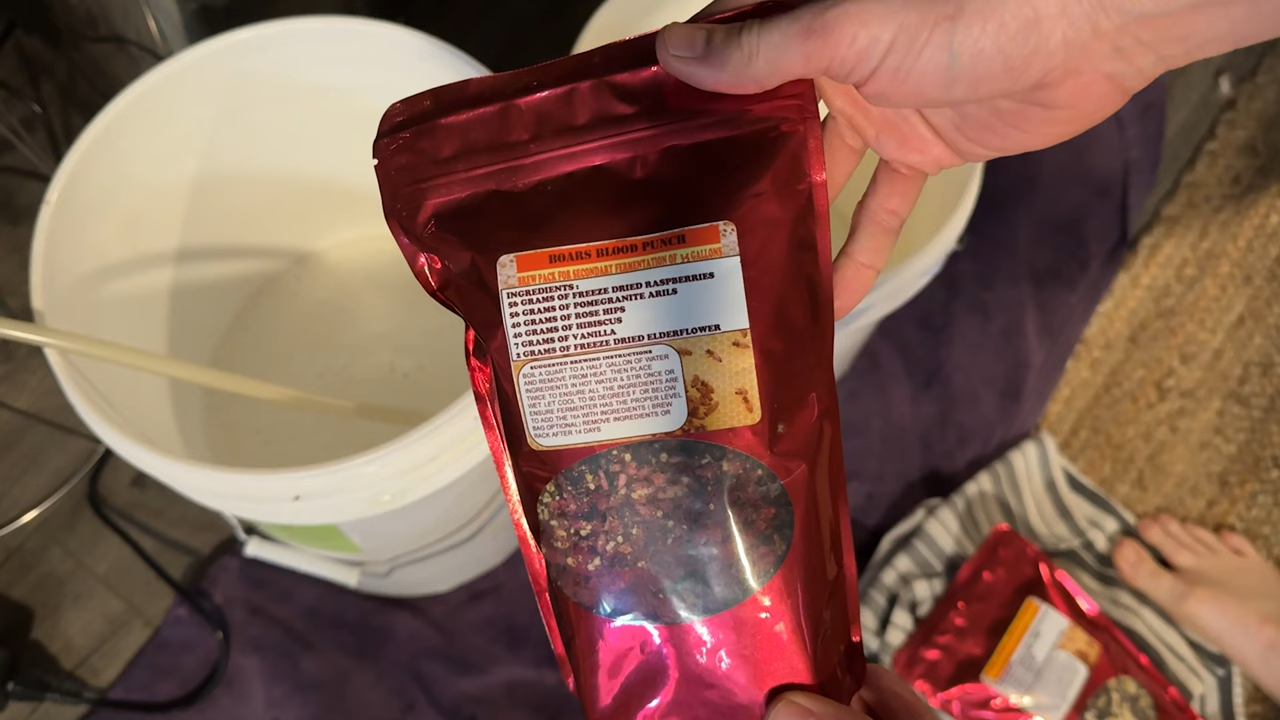 BOARS BLOOD PUNCH
BREW PACK FOR SECONDARY FERMENTATION OF GALLONS
INGREDIENTS :
56 GRAMS OF FREEZE DRIED RASPBERRIES
56 GRAMS OF POMEGRANITE ARILS
40 GRAMS OF ROSE HIPS
40 GRAMS OF HIBISCUS
7 GRAMS OF VANILLA
2 GRAMS OF FREEZE DRIED ELDERFLOWER
SUGGESTED BREWING INSTRUCTIONS
BOIL A QUART TO A HALF GALLON OF WATER
AND REMOVE FROM HEAT. THEN PLACE
INGREDIENTS IN HOT WATER & STIR ONCE OR
TWICE TO ENSURE ALL THE INGREDIENTS ARE
WET. LET COOL TO 90 DEGREES F. OR BELOW
ENSURE FERMENTER HAS THE PROPER LEVEL
TO ADD THE TEA WITH INGREDIENTS ( BREW
BAG OPTIONAL) REMOVE INGREDIENTS OR
RACK AFTER 14 DAYS